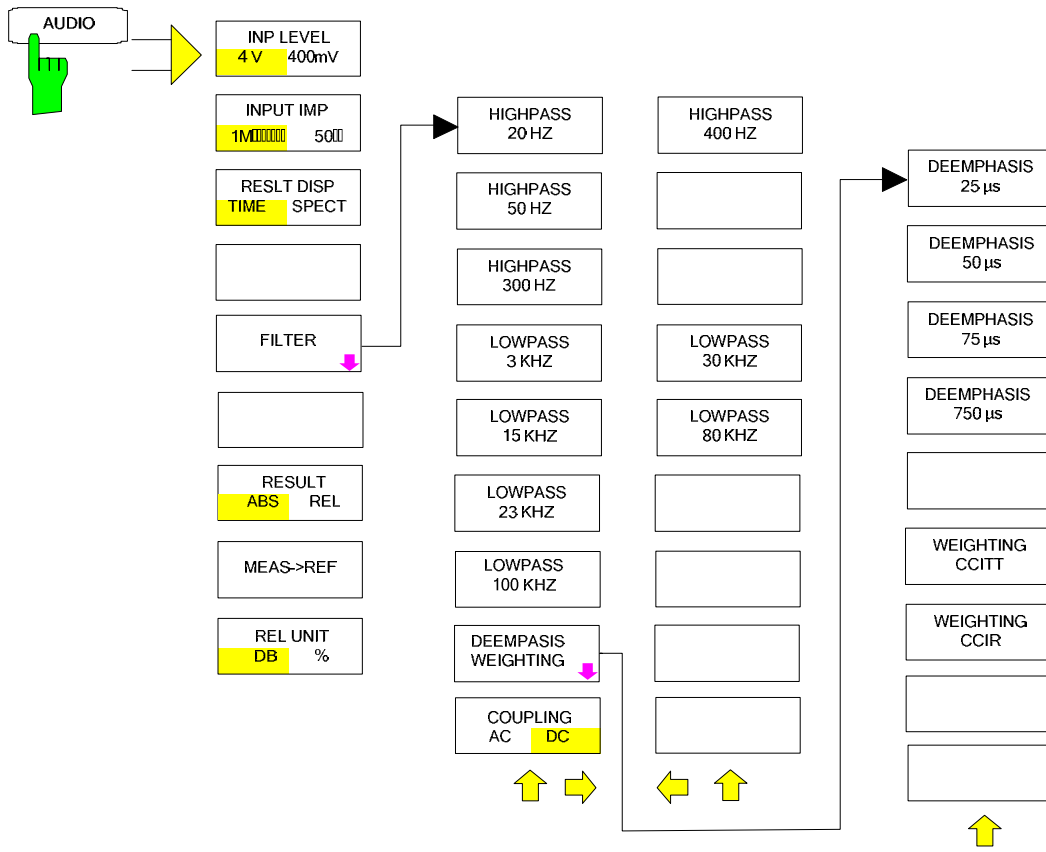 AUDIO
INP LEVEL
4 V 400mV
INPUT IMP
1M▯▯▯▯▯▯▯ 50▯▯
RESLT DISP
TIME SPECT
FILTER
RESULT
ABS REL
MEAS->REF
REL UNIT
DB %
HIGHPASS
20 HZ
HIGHPASS
50 HZ
HIGHPASS
300 HZ
LOWPASS
3 KHZ
LOWPASS
15 KHZ
LOWPASS
23 KHZ
LOWPASS
100 KHZ
DEEMPASIS
WEIGHTING
COUPLING
AC DC
HIGHPASS
400 HZ
LOWPASS
30 KHZ
LOWPASS
80 KHZ
DEEMPHASIS
25 µs
DEEMPHASIS
50 µs
DEEMPHASIS
75 µs
DEEMPHASIS
750 µs
WEIGHTING
CCITT
WEIGHTING
CCIR